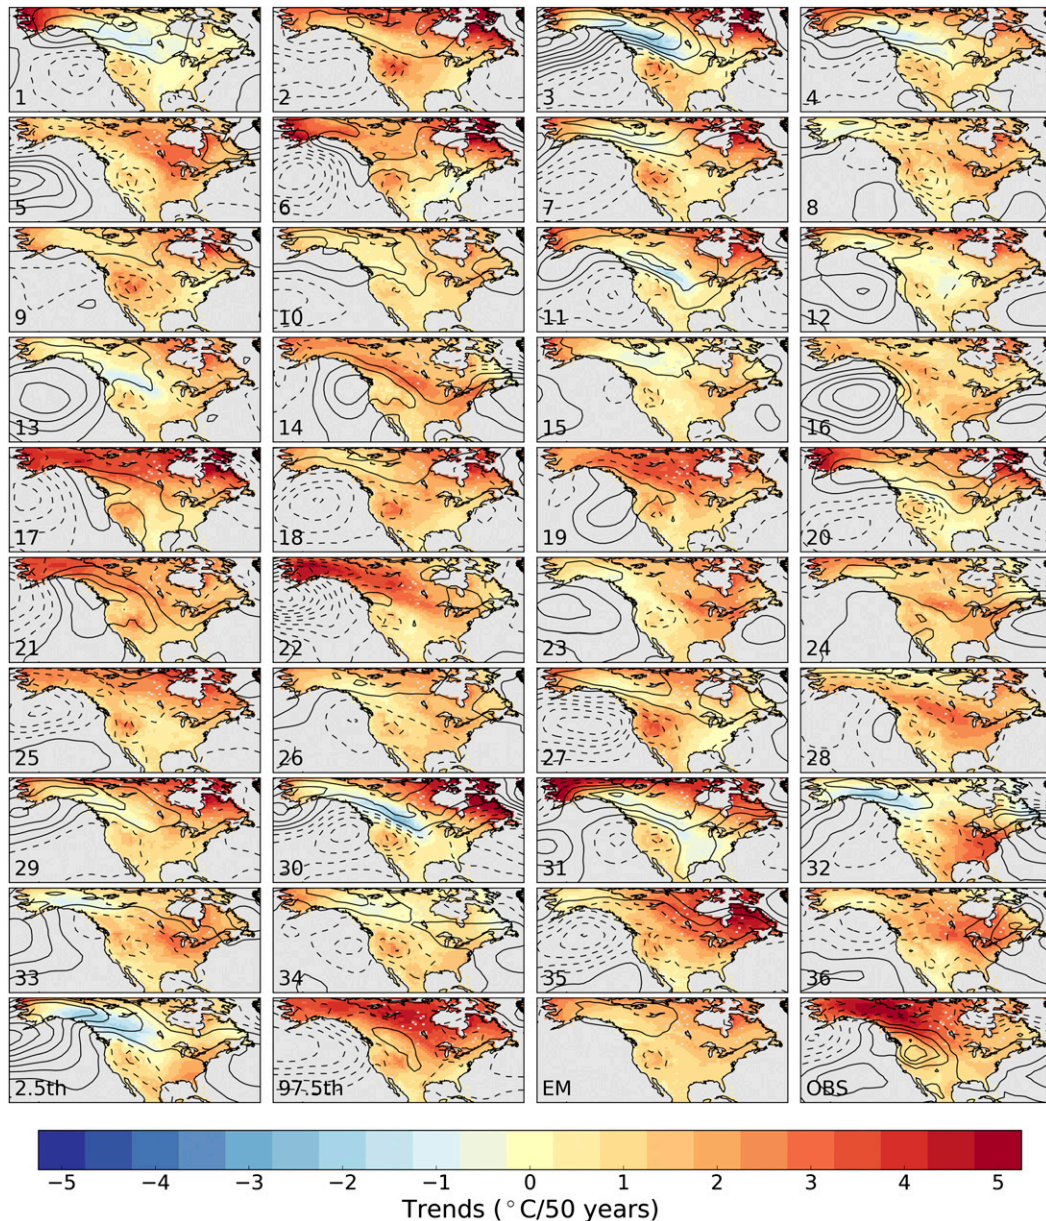 1 2 3 4
5 6 7 8
9 10 11 12
13 14 15 16
17 18 19 20
21 22 23 24
25 26 27 28
29 30 31 32
33 34 35 36
2.5th 97.5th EM OBS
−5 −4 −3 −2 −1 0 1 2 3 4 5
Trends (°C/50 years)